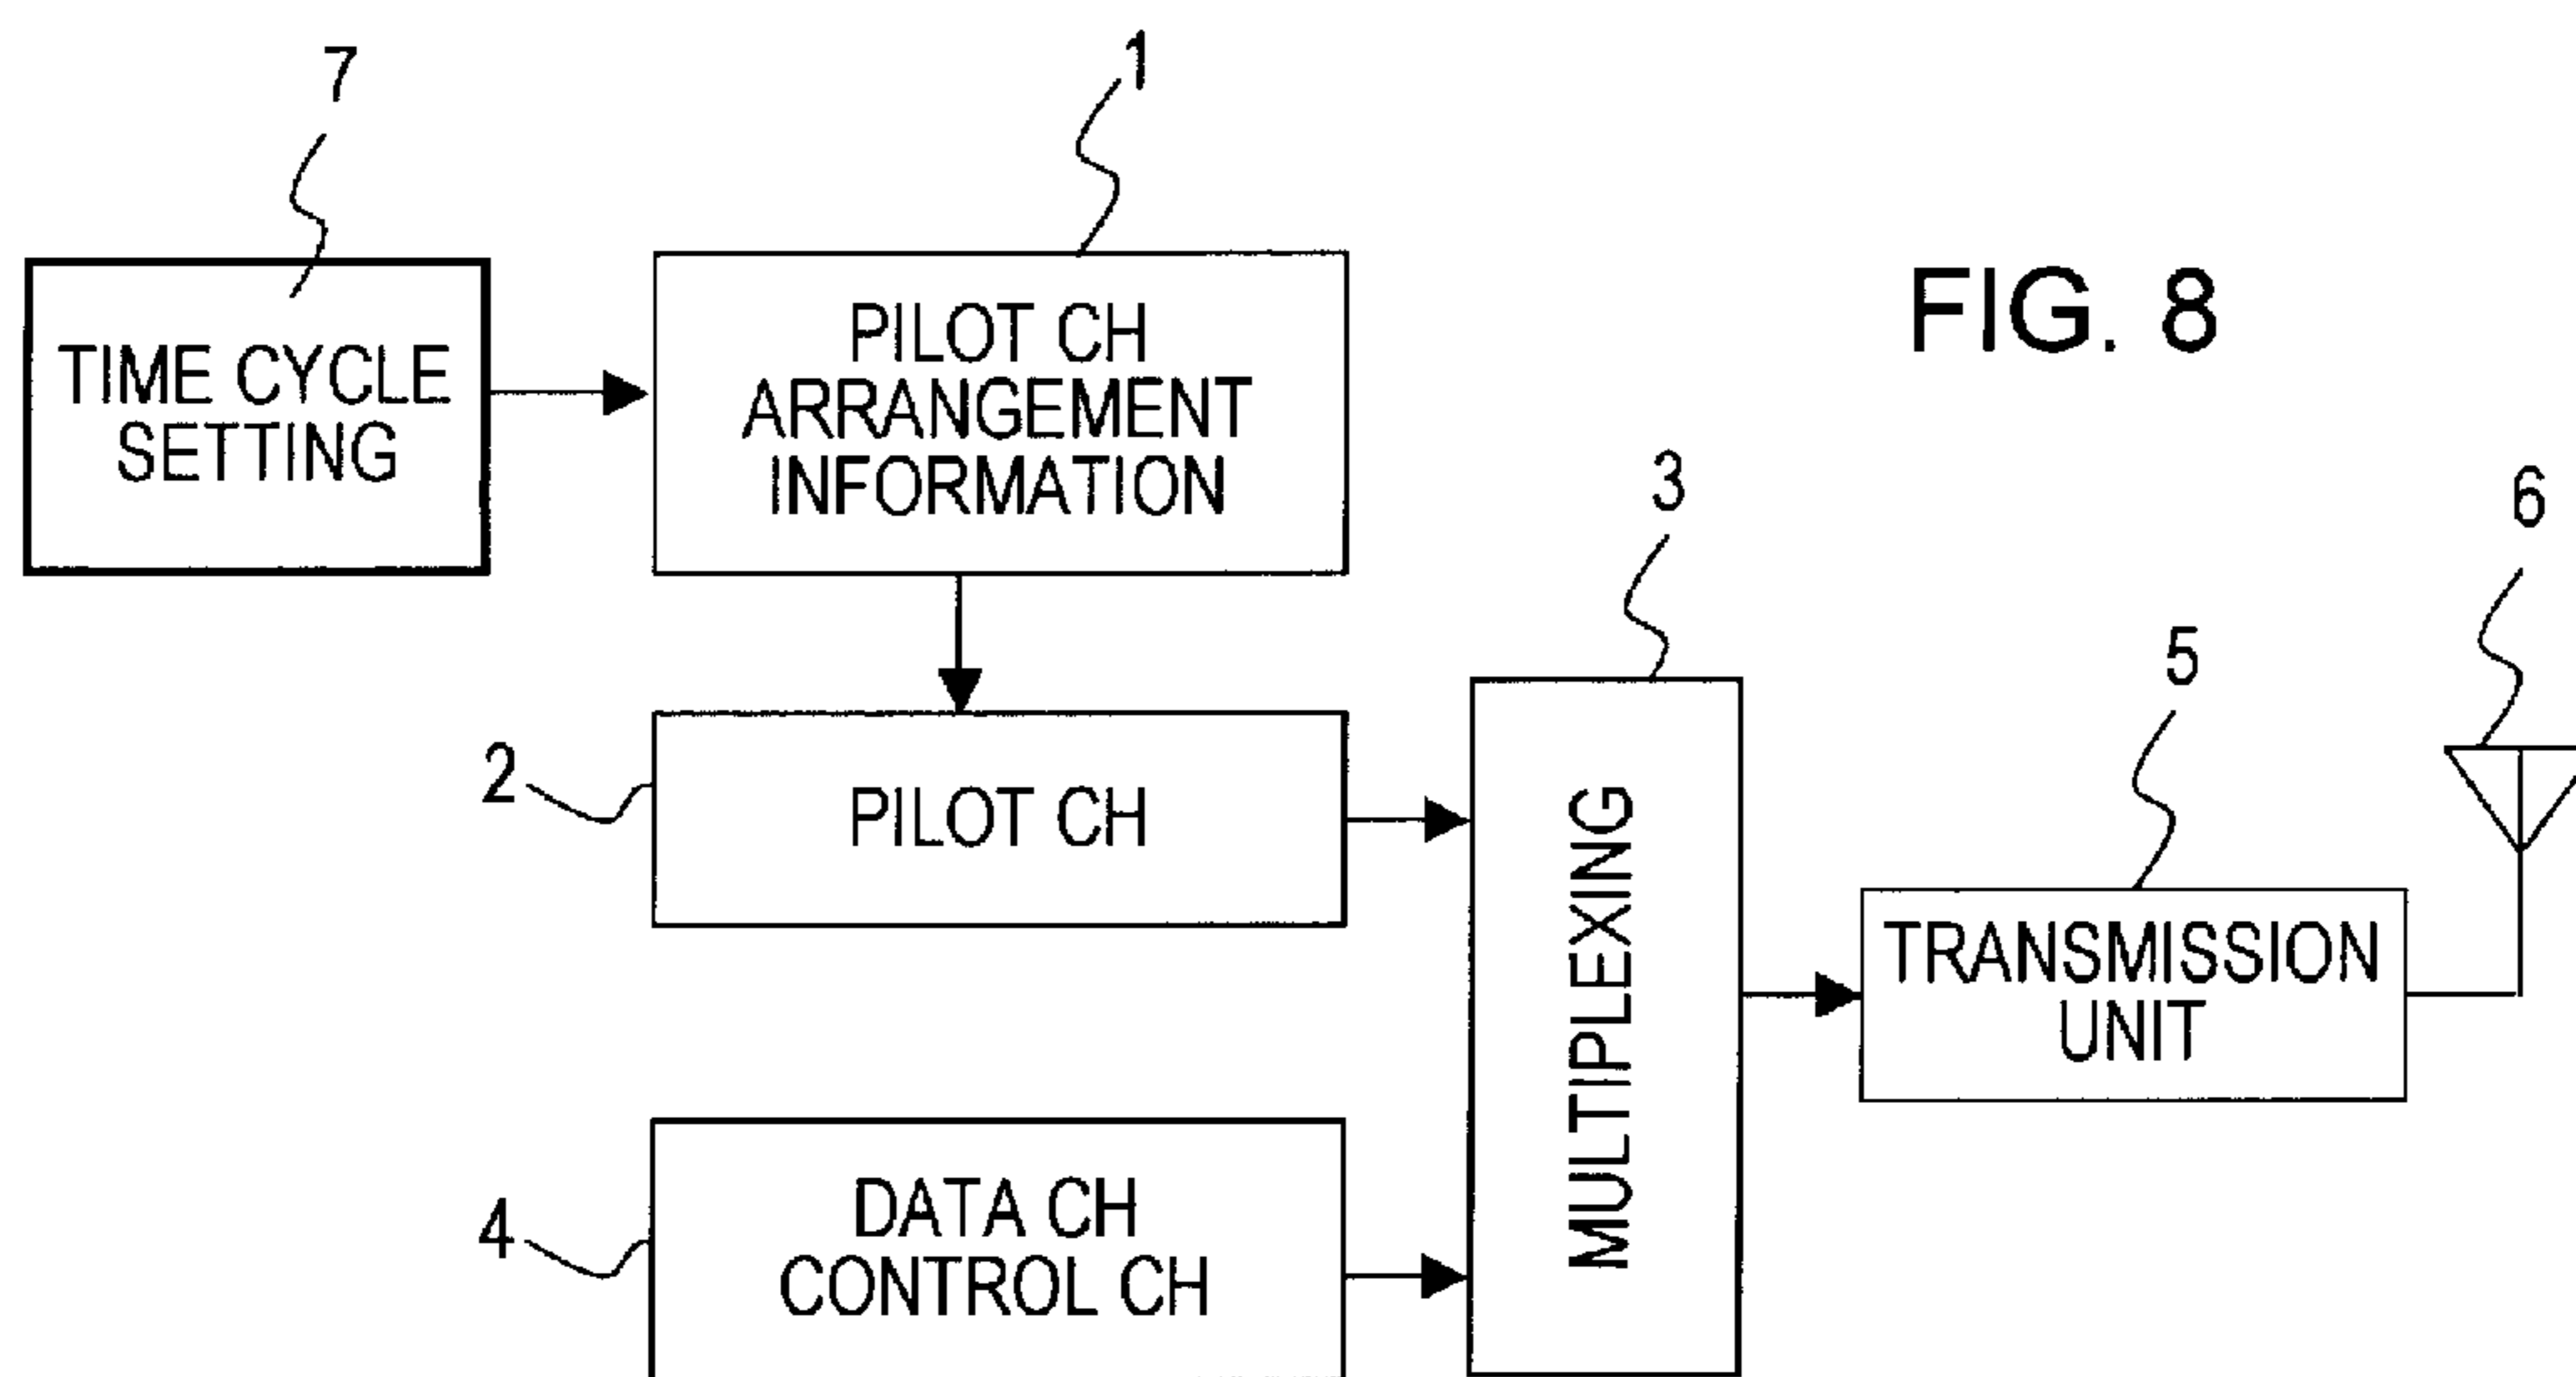 7
1
FIG. 8
TIME CYCLE
SETTING
PILOT CH
ARRANGEMENT
INFORMATION
3
6
5
2
PILOT CH
MULTIPLEXING
TRANSMISSION
UNIT
4
DATA CH
CONTROL CH